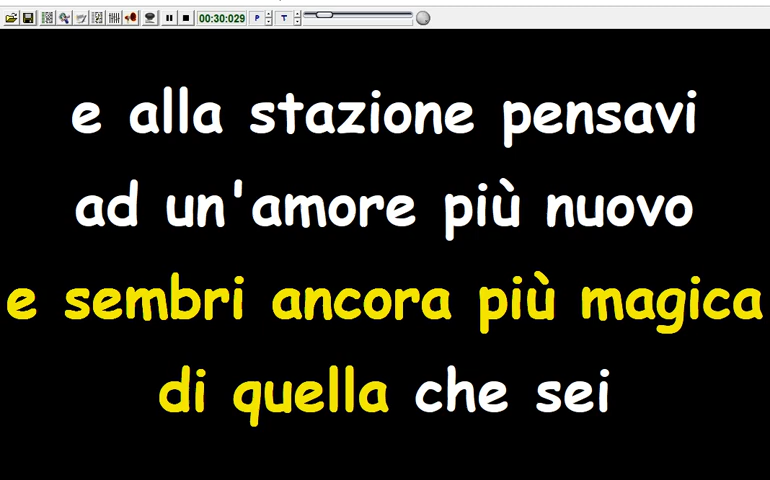 00:30:029 P T
e alla stazione pensavi
ad un'amore più nuovo
e sembri ancora più magica
di quella che sei